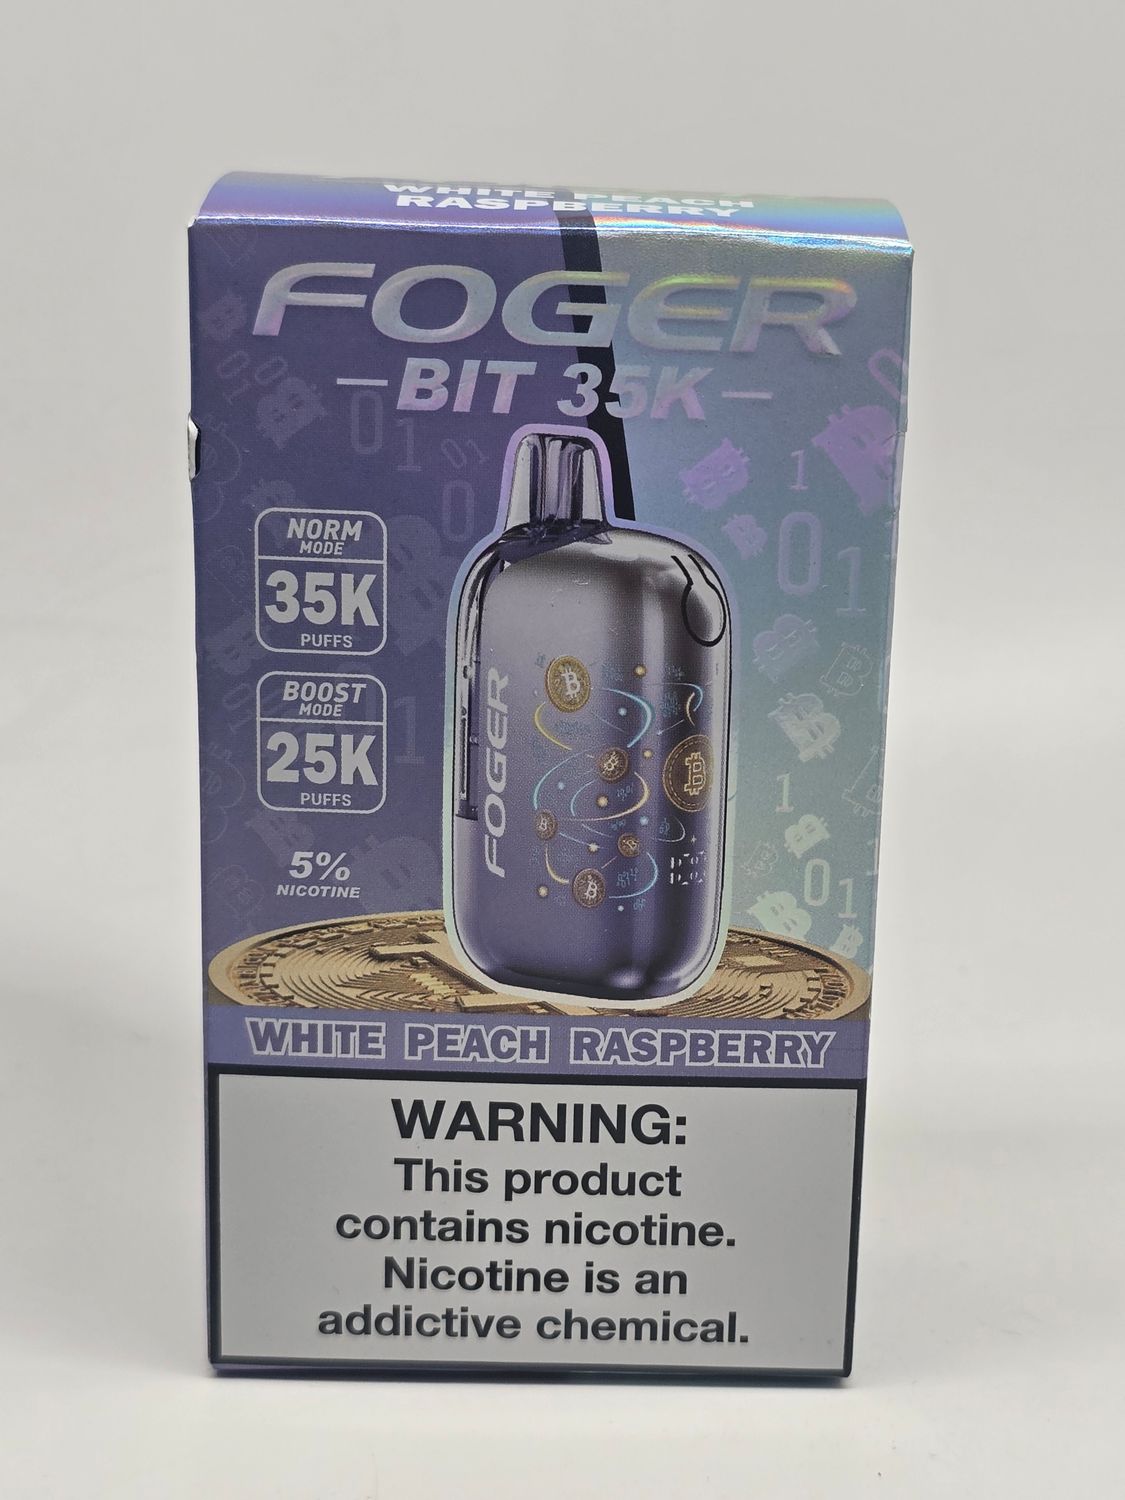 WHITE PEACH
RASPBERRY
FOGER
BIT 35K
NORM
MODE
35K
PUFFS
BOOST
MODE
25K
PUFFS
5%
NICOTINE
FOGER
WHITE PEACH RASPBERRY
WARNING:
This product
contains nicotine.
Nicotine is an
addictive chemical.